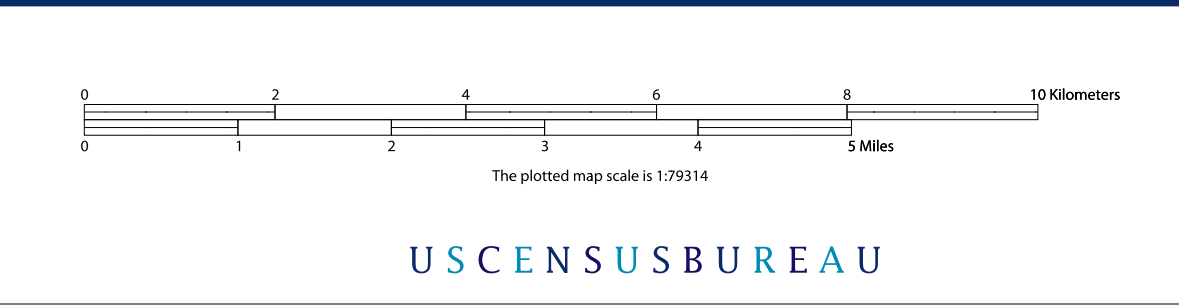 0 2 4 6 8 10 Kilometers
0 1 2 3 4 5 Miles
The plotted map scale is 1:79314
USCENSUSBUREAU